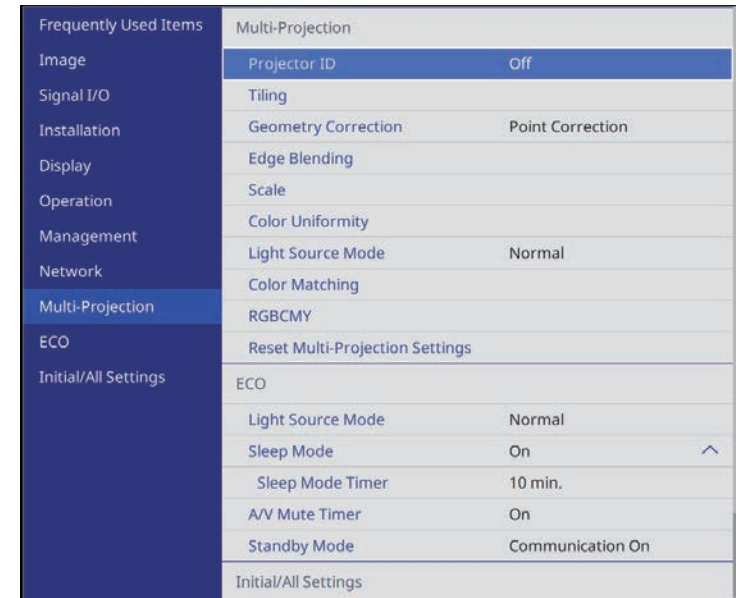 Frequently Used Items
Image
Signal I/O
Installation
Display
Operation
Management
Network
Multi-Projection
ECO
Initial/All Settings
Multi-Projection
Projector ID Off
Tiling
Geometry Correction Point Correction
Edge Blending
Scale
Color Uniformity
Light Source Mode Normal
Color Matching
RGBCMY
Reset Multi-Projection Settings
ECO
Light Source Mode Normal
Sleep Mode On
Sleep Mode Timer 10 min.
A/V Mute Timer On
Standby Mode Communication On
Initial/All Settings